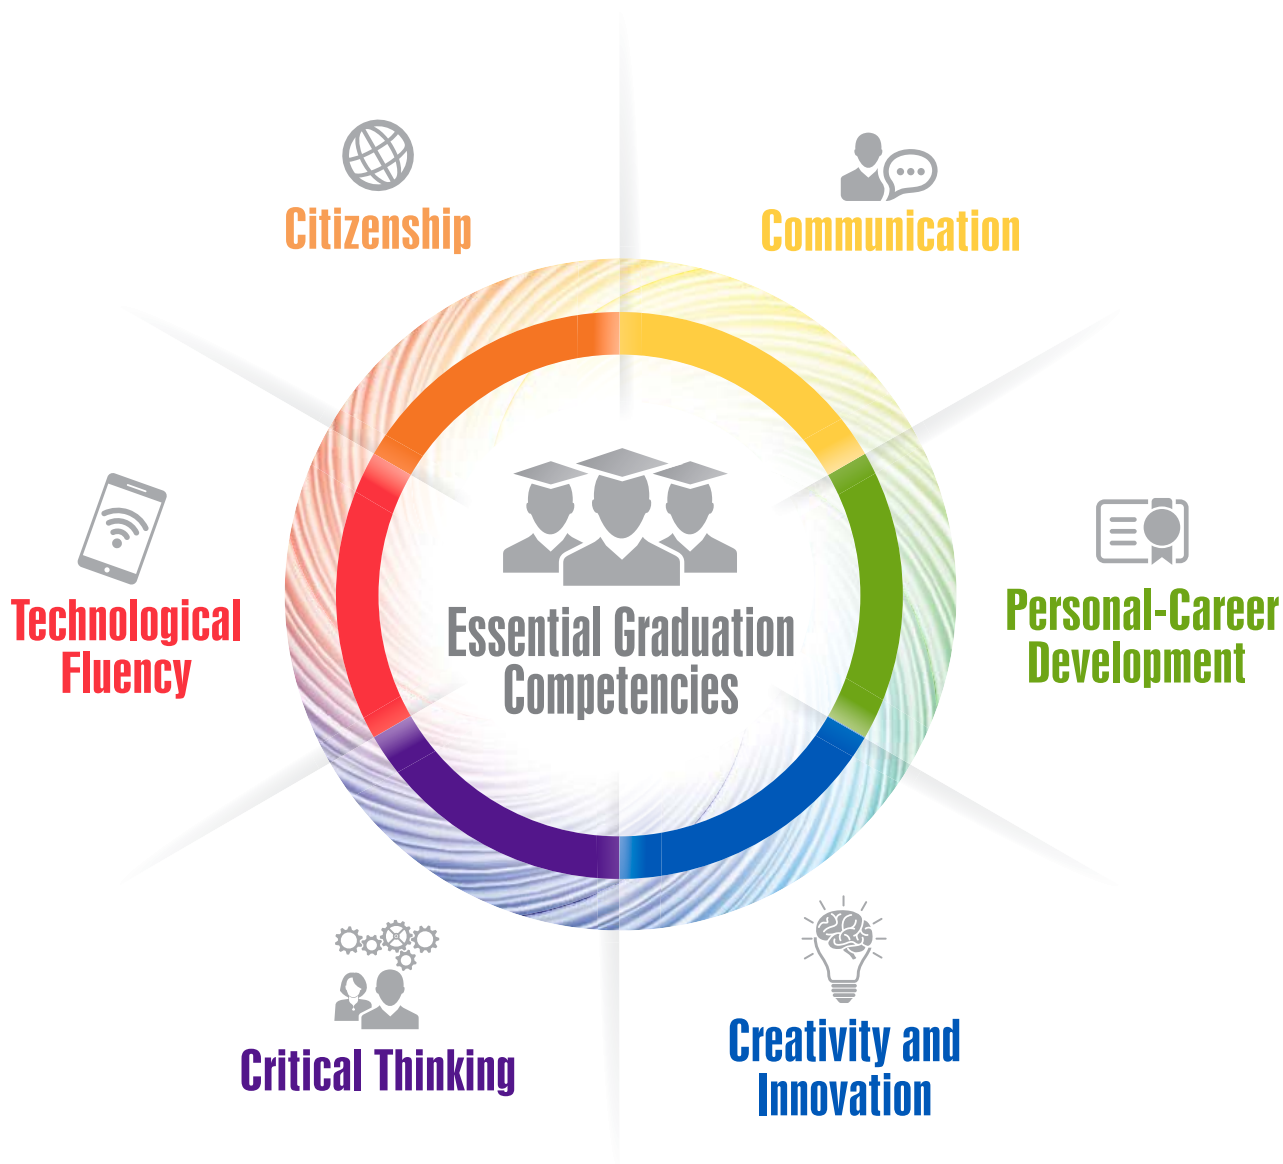 Citizenship
Communication
Technological
Fluency
Essential Graduation
Competencies
Personal-Career
Development
Critical Thinking
Creativity and
Innovation